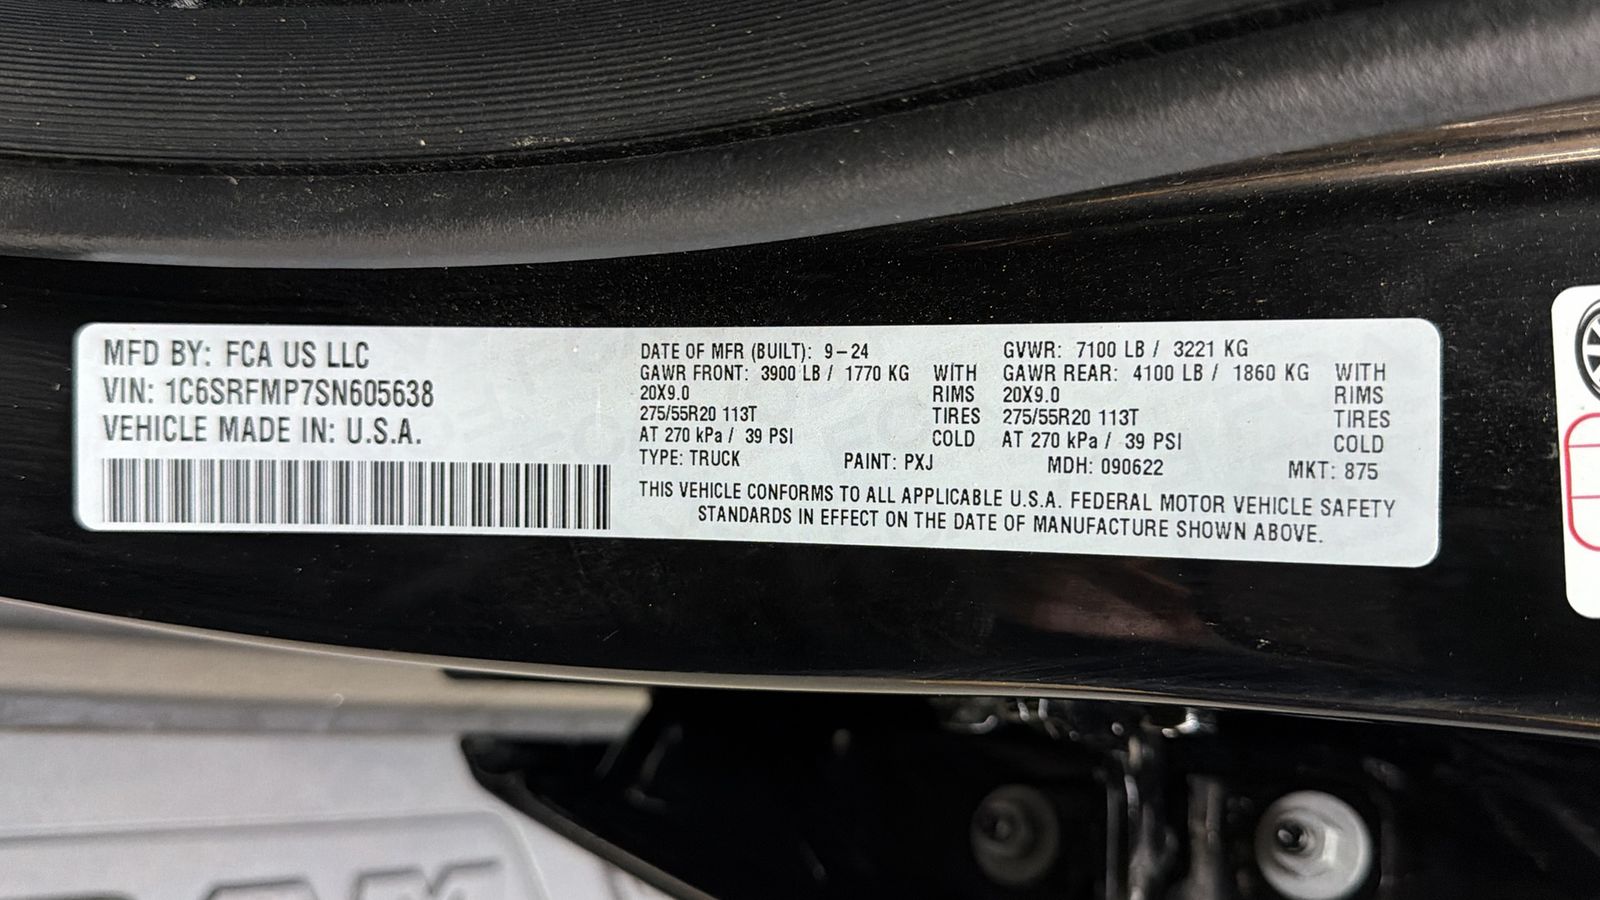 MFD BY: FCA US LLC
VIN: 1C6SRFMP7SN605638
VEHICLE MADE IN: U.S.A.
DATE OF MFR (BUILT): 9-24
GAWR FRONT: 3900 LB / 1770 KG WITH
20X9.0 RIMS
275/55R20 113T TIRES
AT 270 kPa / 39 PSI COLD
GVWR: 7100 LB / 3221 KG
GAWR REAR: 4100 LB / 1860 KG WITH
20X9.0 RIMS
275/55R20 113T TIRES
AT 270 kPa / 39 PSI COLD
TYPE: TRUCK PAINT: PXJ MDH: 090622 MKT: 875
THIS VEHICLE CONFORMS TO ALL APPLICABLE U.S.A. FEDERAL MOTOR VEHICLE SAFETY
STANDARDS IN EFFECT ON THE DATE OF MANUFACTURE SHOWN ABOVE.